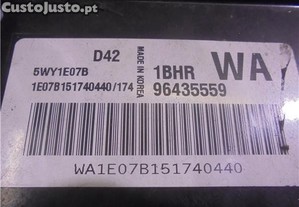 CustoJusto.pt
D42
MADE IN KOREA
5WY1E07B
1BHR WA
1E07B151740440/174
96435559
WA1E07B151740440